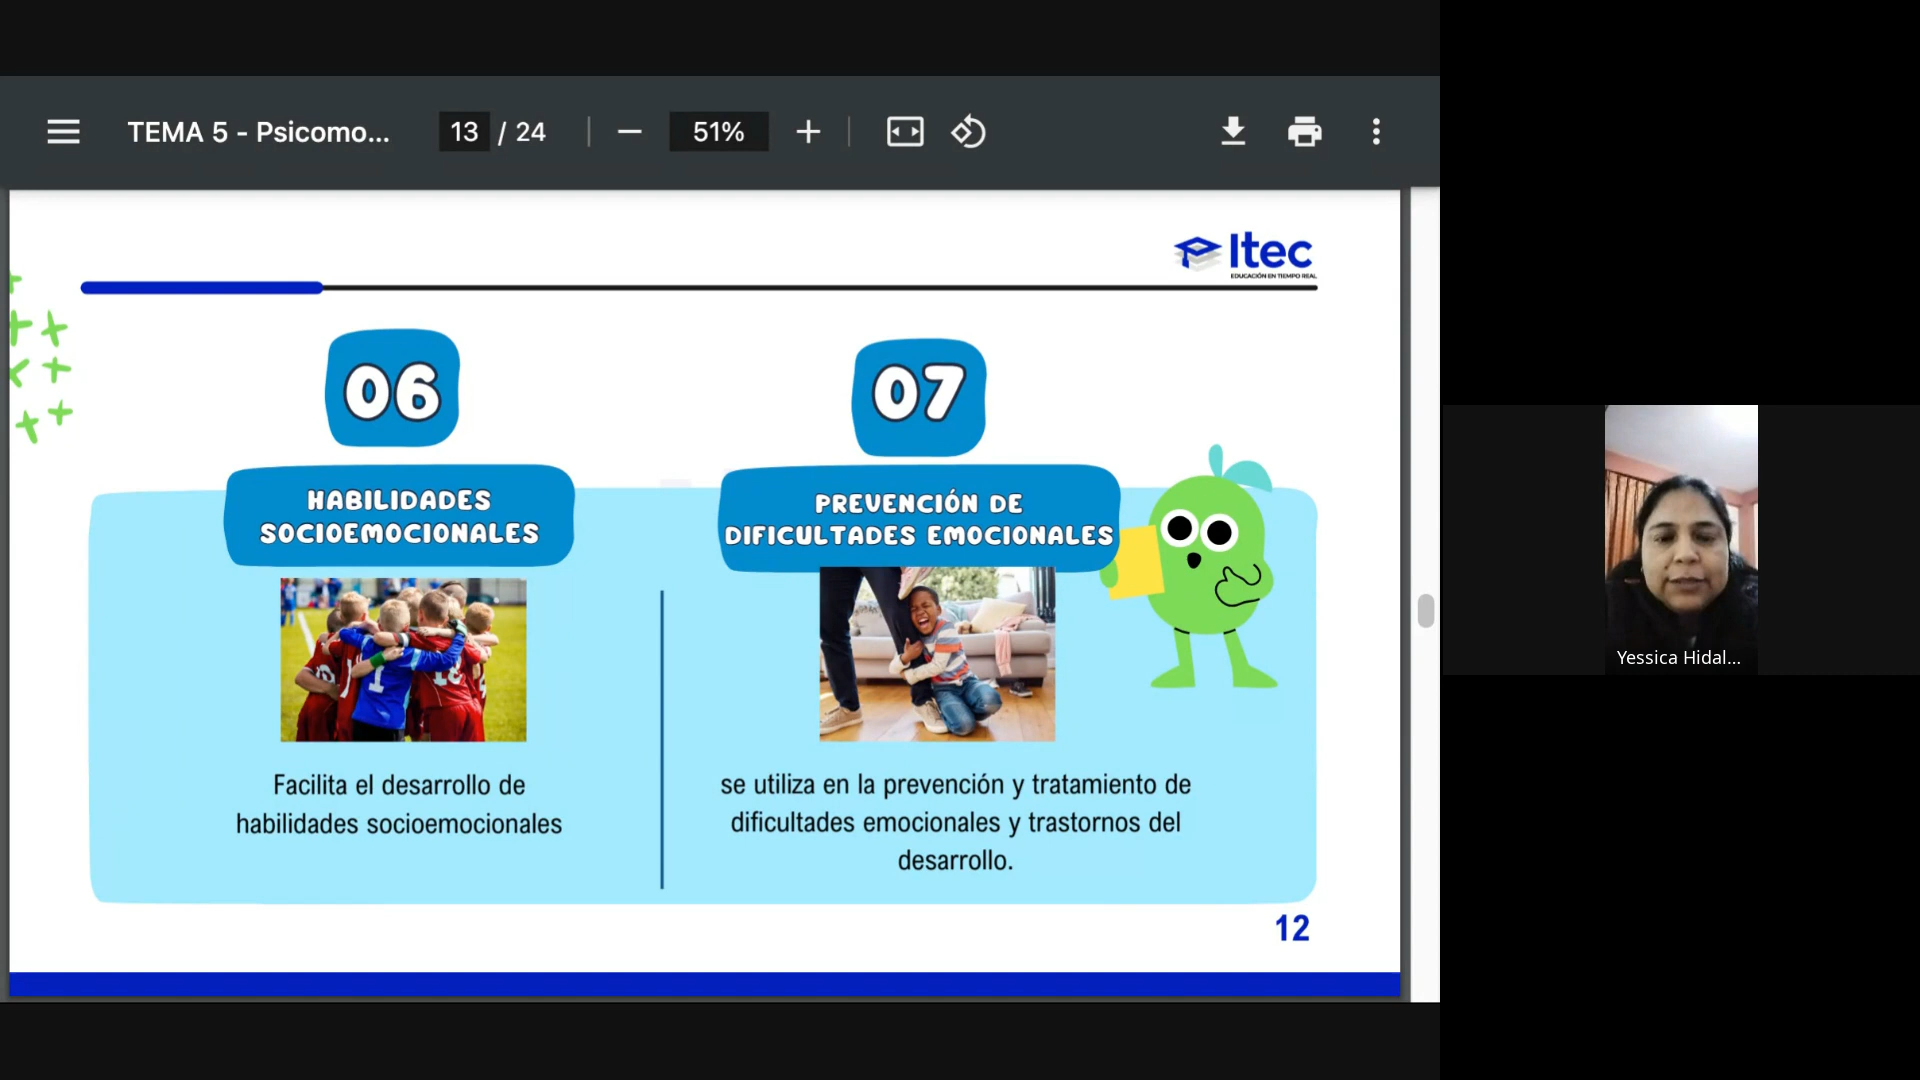 TEMA 5 - Psicomo...
13 / 24
51%
Itec
EDUCACIÓN EN TIEMPO REAL
06
HABILIDADES
SOCIOEMOCIONALES
Facilita el desarrollo de
habilidades socioemocionales
07
PREVENCIÓN DE
DIFICULTADES EMOCIONALES
se utiliza en la prevención y tratamiento de
dificultades emocionales y trastornos del
desarrollo.
12
Yessica Hidal...